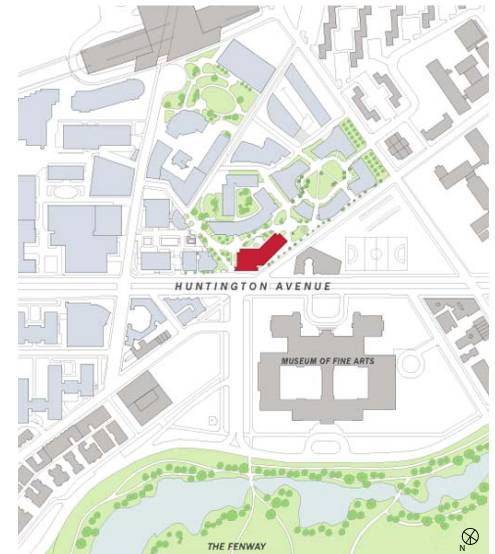 HUNTINGTON AVENUE
MUSEUM OF FINE ARTS
THE FENWAY
N